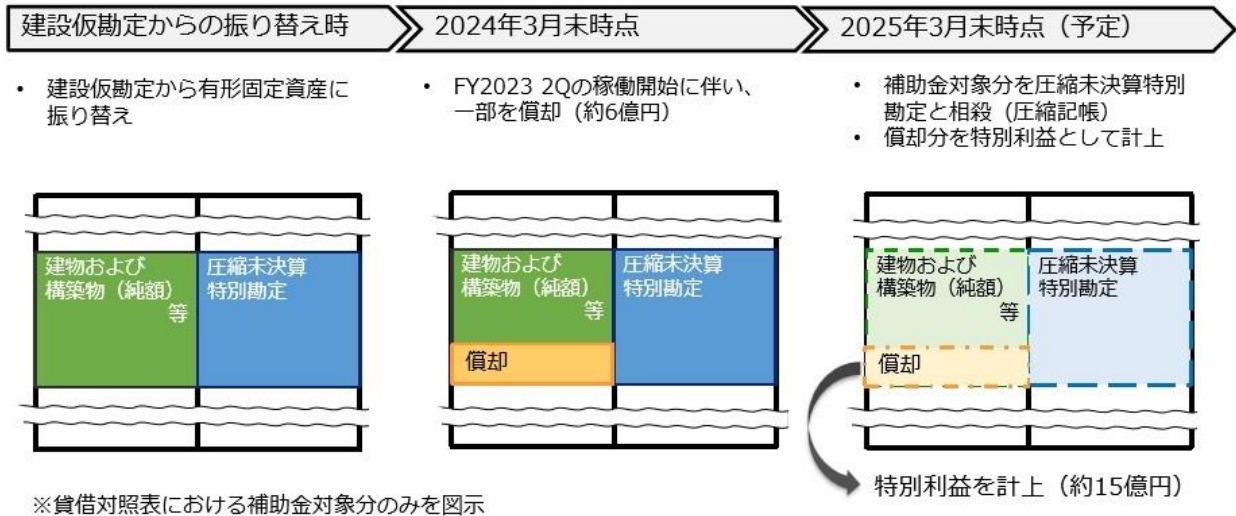 建設仮勘定からの振り替え時
2024年3月末時点
2025年3月末時点（予定）
• 建設仮勘定から有形固定資産に
振り替え
• FY2023 2Qの稼働開始に伴い、
一部を償却（約6億円）
• 補助金対象分を圧縮未決算特別
勘定と相殺（圧縮記帳）
• 償却分を特別利益として計上
建物および
構築物（純額）
等
圧縮未決算
特別勘定
建物および
構築物（純額）
等
償却
圧縮未決算
特別勘定
建物および
構築物（純額）
等
償却
圧縮未決算
特別勘定
特別利益を計上（約15億円）
※貸借対照表における補助金対象分のみを図示